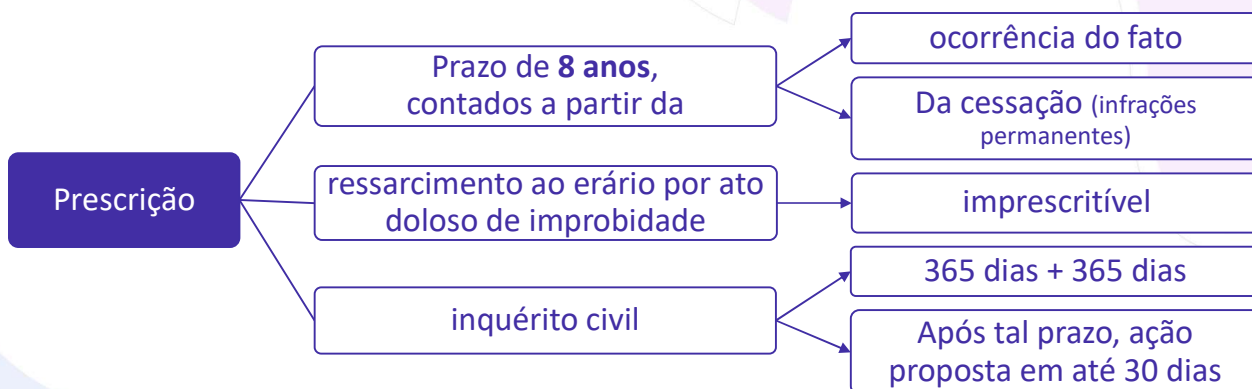 Prescrição
Prazo de 8 anos,
contados a partir da
ocorrência do fato
Da cessação (infrações
permanentes)
ressarcimento ao erário por ato
doloso de improbidade
imprescritível
inquérito civil
365 dias + 365 dias
Após tal prazo, ação
proposta em até 30 dias